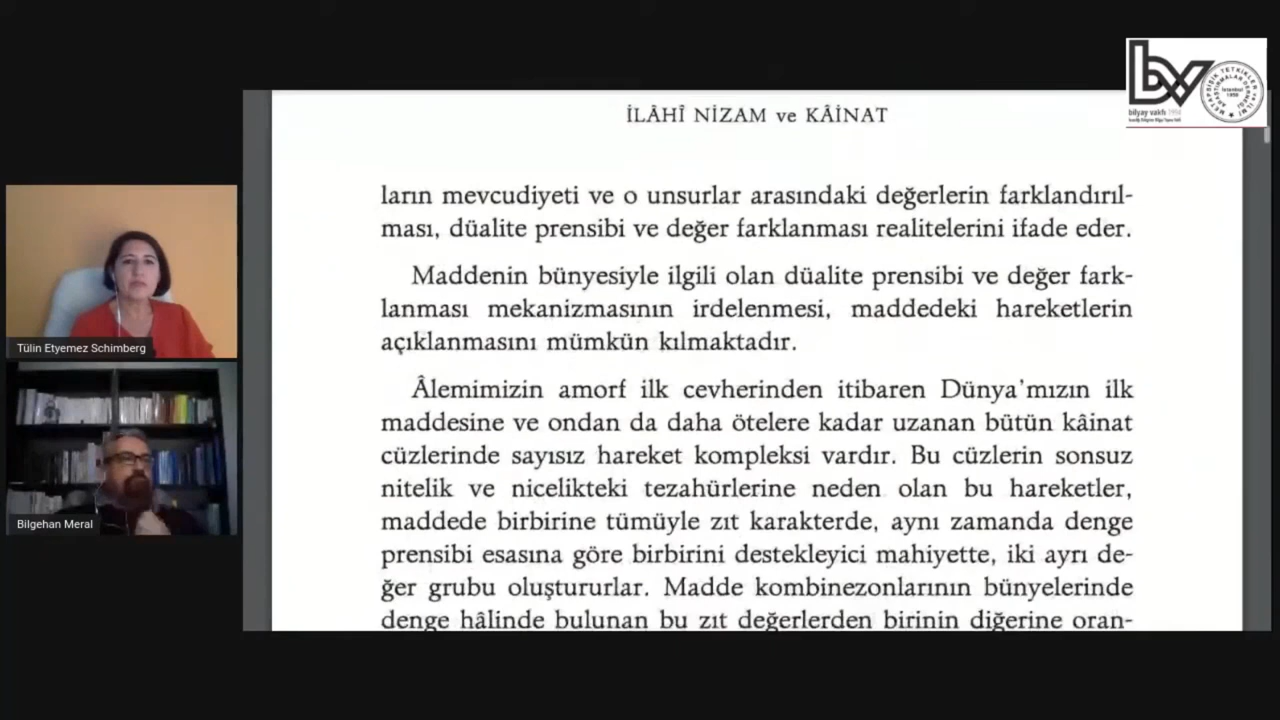 İLÂHÎ NİZAM ve KÂİNAT
ların mevcudiyeti ve o unsurlar arasındaki değerlerin farklandırıl-
ması, düalite prensibi ve değer farklanması realitelerini ifade eder.
Maddenin bünyesiyle ilgili olan düalite prensibi ve değer fark-
lanması mekanizmasının irdelenmesi, maddedeki hareketlerin
açıklanmasını mümkün kılmaktadır.
Âlemimizin amorf ilk cevherinden itibaren Dünya'mızın ilk
maddesine ve ondan da daha ötelere kadar uzanan bütün kâinat
cüzlerinde sayısız hareket kompleksi vardır. Bu cüzlerin sonsuz
nitelik ve nicelikteki tezahürlerine neden olan bu hareketler,
maddede birbirine tümüyle zıt karakterde, aynı zamanda denge
prensibi esasına göre birbirini destekleyici mahiyette, iki ayrı de-
ğer grubu oluştururlar. Madde kombinezonlarının bünyelerinde
denge hâlinde bulunan bu zıt değerlerden birinin diğerine oran-
Tülin Etyemez Schimberg
Bilgehan Meral
bv
bilyay vakfı 1994